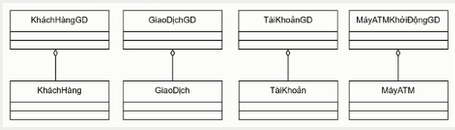 KháchHàngGD GiaoDịchGD TàiKhoảnGD MáyATMKhởiĐộngGD
KháchHàng GiaoDịch TàiKhoản MáyATM